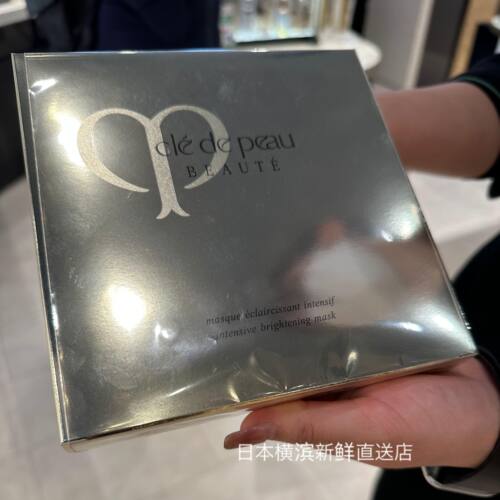 clé de peau
BEAUTÉ
masque éclaircissant intensif
intensive brightening mask
日本横滨新鲜直送店